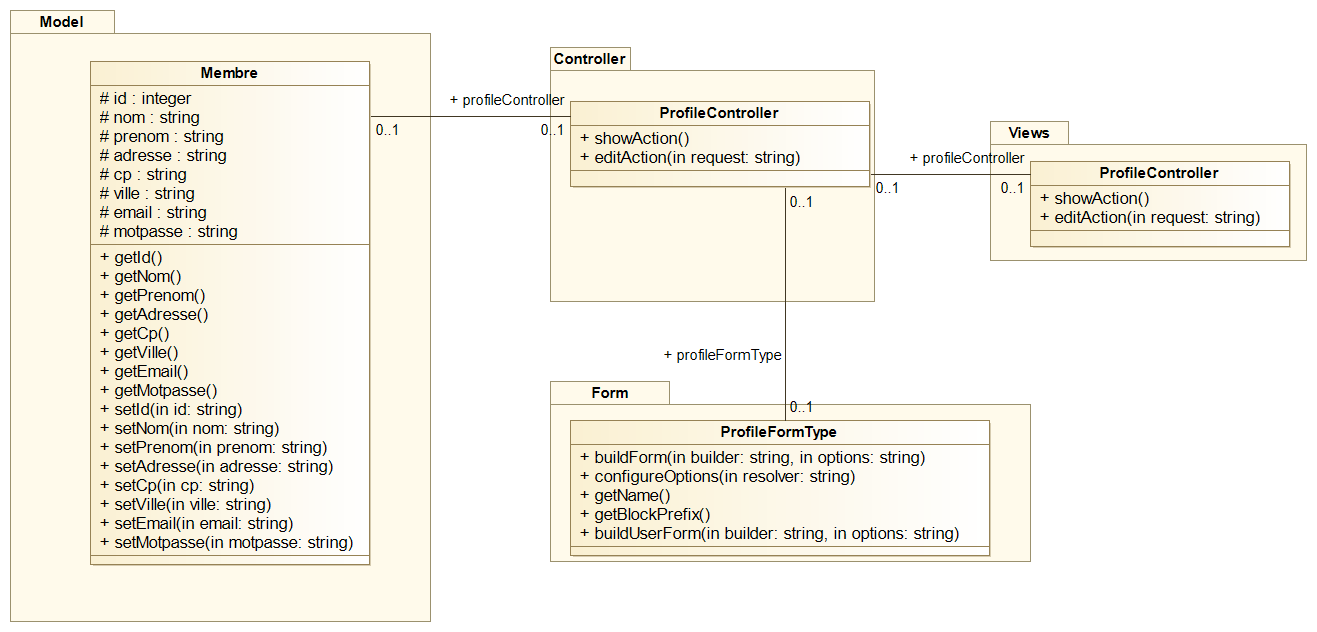 Model
Membre
# id : integer
# nom : string
# prenom : string
# adresse : string
# cp : string
# ville : string
# email : string
# motpasse : string
+ getId()
+ getNom()
+ getPrenom()
+ getAdresse()
+ getCp()
+ getVille()
+ getEmail()
+ getMotpasse()
+ setId(in id: string)
+ setNom(in nom: string)
+ setPrenom(in prenom: string)
+ setAdresse(in adresse: string)
+ setCp(in cp: string)
+ setVille(in ville: string)
+ setEmail(in email: string)
+ setMotpasse(in motpasse: string)
+ profileController
0..1
0..1
Controller
ProfileController
+ showAction()
+ editAction(in request: string)
+ profileController
0..1
0..1
Views
ProfileController
+ showAction()
+ editAction(in request: string)
0..1
+ profileFormType
0..1
Form
ProfileFormType
+ buildForm(in builder: string, in options: string)
+ configureOptions(in resolver: string)
+ getName()
+ getBlockPrefix()
+ buildUserForm(in builder: string, in options: string)